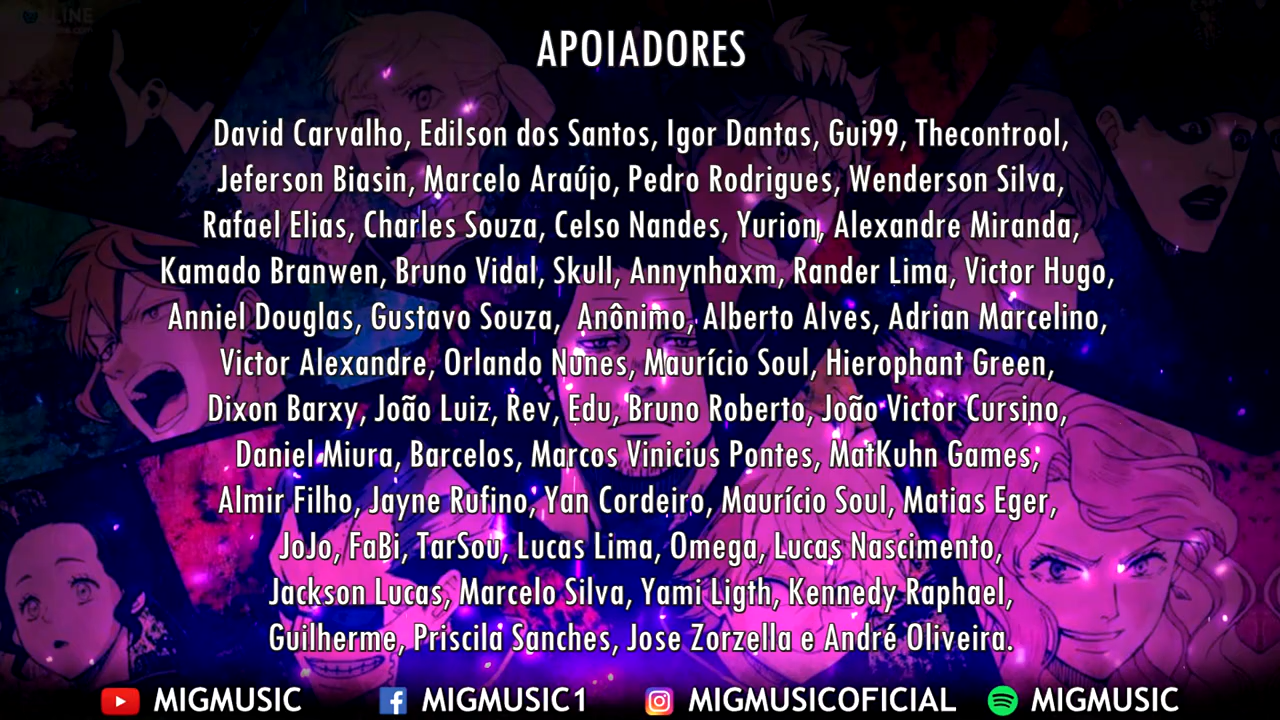 APOIADORES
David Carvalho, Edilson dos Santos, Igor Dantas, Gui99, Thecontrool,
Jeferson Biasin, Marcelo Araújo, Pedro Rodrigues, Wenderson Silva,
Rafael Elias, Charles Souza, Celso Nandes, Yurion, Alexandre Miranda,
Kamado Branwen, Bruno Vidal, Skull, Annynhaxm, Rander Lima, Victor Hugo,
Anniel Douglas, Gustavo Souza, Anônimo, Alberto Alves, Adrian Marcelino,
Victor Alexandre, Orlando Nunes, Maurício Soul, Hierophant Green,
Dixon Barxy, João Luiz, Rev, Edu, Bruno Roberto, João Victor Cursino,
Daniel Miura, Barcelos, Marcos Vinicius Pontes, MatKuhn Games,
Almir Filho, Jayne Rufino, Yan Cordeiro, Maurício Soul, Matias Eger,
JoJo, FaBi, TarSou, Lucas Lima, Omega, Lucas Nascimento,
Jackson Lucas, Marcelo Silva, Yami Ligth, Kennedy Raphael,
Guilherme, Priscila Sanches, Jose Zorzella e André Oliveira.
MIGMUSIC MIGMUSIC1 MIGMUSICOFICIAL MIGMUSIC